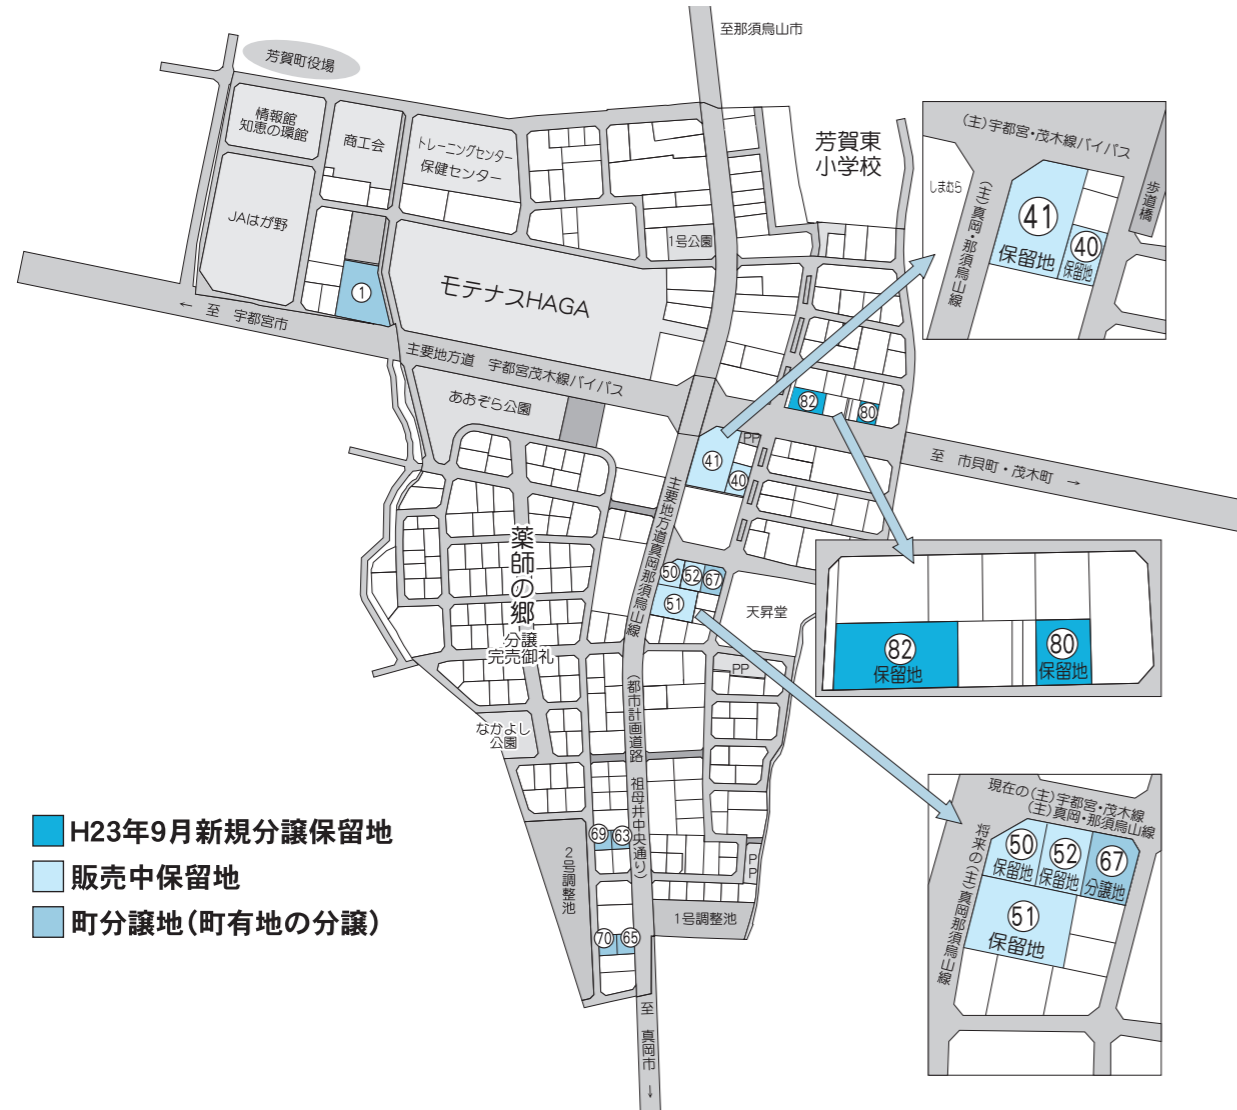 至那須烏山市
芳賀町役場
情報館
知恵の環館
商工会
トレーニングセンター
保健センター
JAはが野
芳賀東
小学校
1号公園
モテナスHAGA
①
← 至 宇都宮市
主要地方道 宇都宮茂木線バイパス
あおぞら公園
82
80
PP
41
40
至 市貝町・茂木町 →
主要地方道真岡那須烏山線
(都市計画道路 祖母井中央通り)
薬師の郷
分譲
完売御礼
50
52
67
51
天昇堂
PP
なかよし
公園
69
63
2号調整池
PP
1号調整池
70
65
至 真岡市 →
(主)宇都宮・茂木線バイパス
しまむら
(主)真岡・那須烏山線
歩道橋
41
保留地
40
保留地
82
保留地
80
保留地
現在の(主)宇都宮・茂木線
(主)真岡・那須烏山線
将来の(主)真岡那須烏山線
50
保留地
52
保留地
67
分譲地
51
保留地
H23年9月新規分譲保留地
販売中保留地
町分譲地(町有地の分譲)